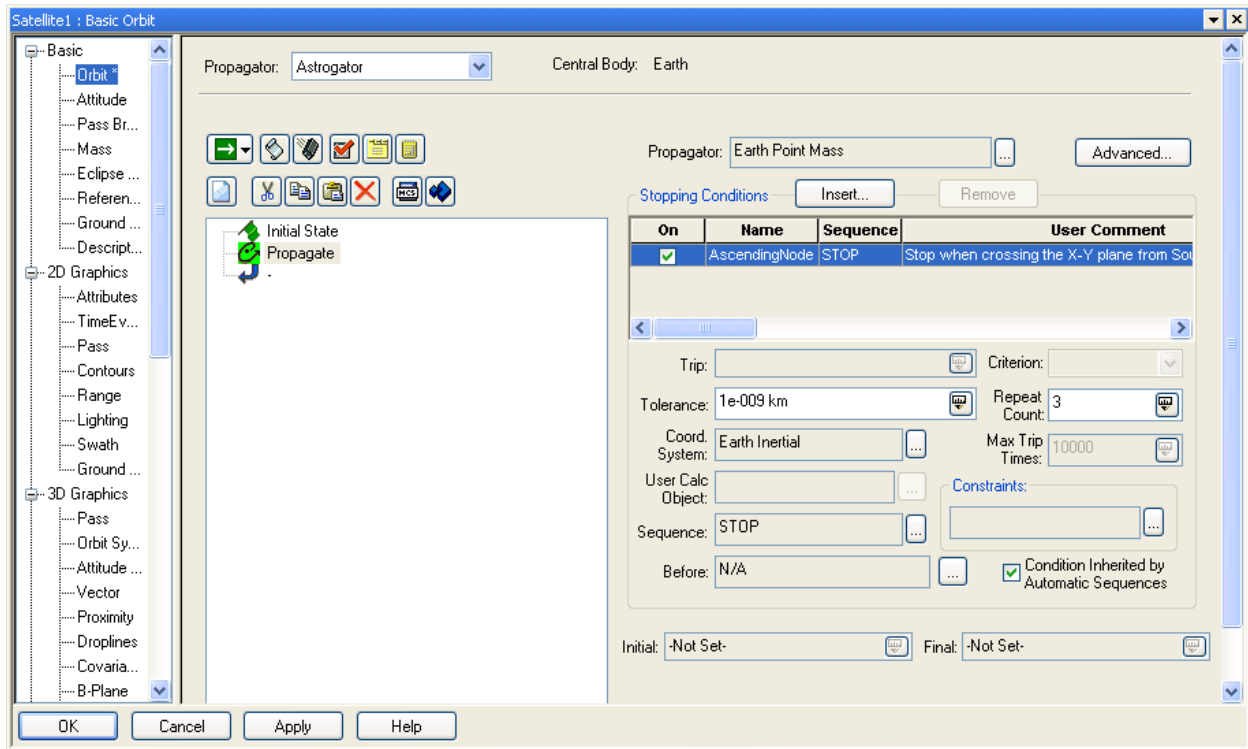 Satellite1 : Basic Orbit
Basic
Orbit *
Attitude
Pass Br...
Mass
Eclipse ...
Referen...
Ground ...
Descript...
2D Graphics
Attributes
TimeEv...
Pass
Contours
Range
Lighting
Swath
Ground ...
3D Graphics
Pass
Orbit Sy...
Attitude ...
Vector
Proximity
Droplines
Covaria...
B-Plane
Propagator: Astrogator
Central Body: Earth
MCS
Initial State
Propagate
-
Propagator: Earth Point Mass ... Advanced...
Stopping Conditions Insert... Remove
On Name Sequence User Comment
AscendingNode STOP Stop when crossing the X-Y plane from Sou
Trip: Criterion:
Tolerance: 1e-009 km Repeat Count: 3
Coord. System: Earth Inertial ... Max Trip Times: 10000
User Calc Object: ... Constraints:
...
Sequence: STOP ...
Before: N/A ... Condition Inherited by
Automatic Sequences
Initial: -Not Set- Final: -Not Set-
OK Cancel Apply Help